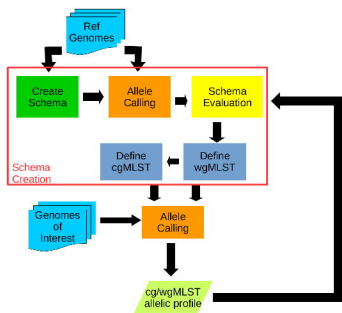 Ref
Genomes
Create
Schema
Allele
Calling
Schema
Evaluation
Define
cgMLST
Define
wgMLST
Schema
Creation
Genomes
of
Interest
Allele
Calling
cg/wgMLST
allelic profile